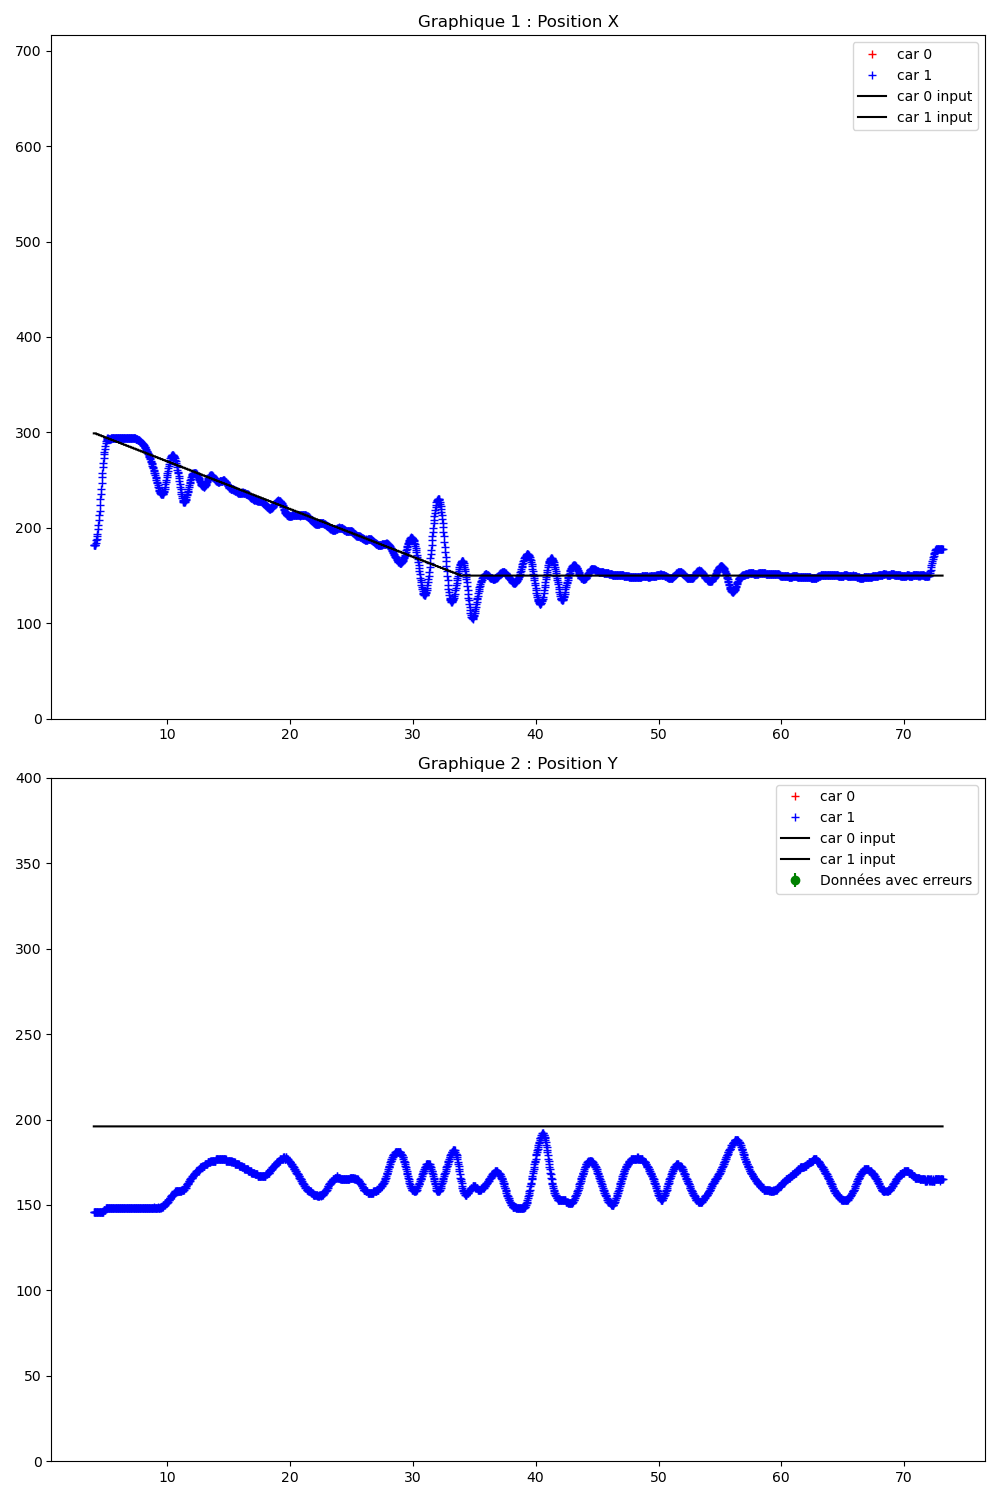 Graphique 1 : Position X
700
600
500
400
300
200
100
0
car 0
car 1
car 0 input
car 1 input
10 20 30 40 50 60 70
Graphique 2 : Position Y
400
350
300
250
200
150
100
50
0
car 0
car 1
car 0 input
car 1 input
Données avec erreurs
10 20 30 40 50 60 70